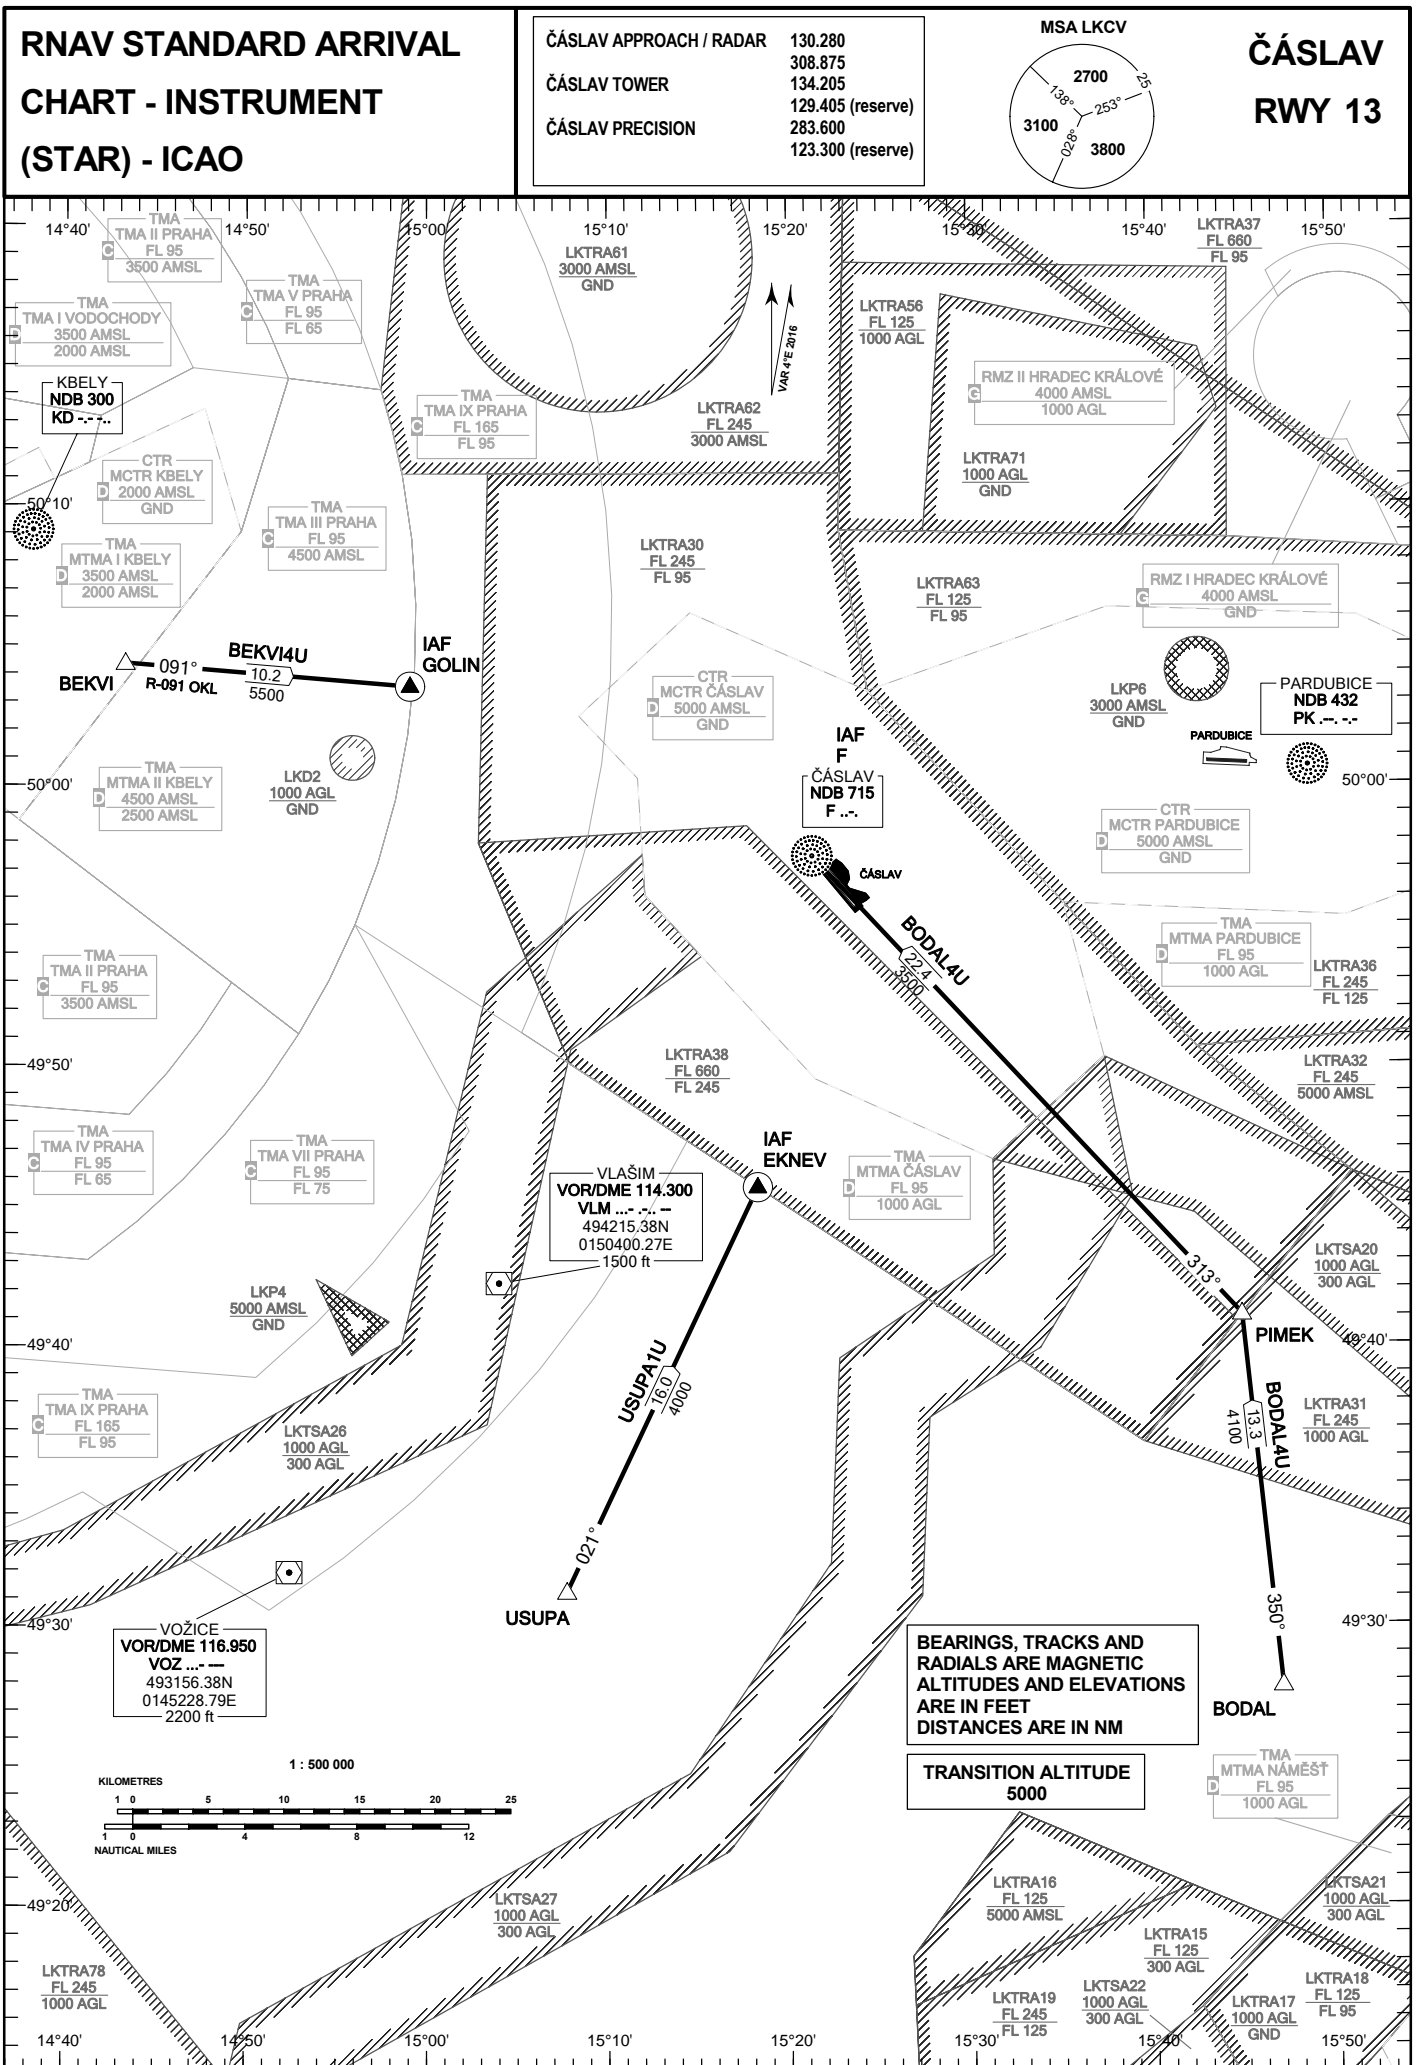 RNAV STANDARD ARRIVAL
CHART - INSTRUMENT
(STAR) - ICAO
ČÁSLAV APPROACH / RADAR 130.280
308.875
ČÁSLAV TOWER 134.205
129.405 (reserve)
ČÁSLAV PRECISION 283.600
123.300 (reserve)
MSA LKCV
2700
25
138°
253°
3100
028°
3800
ČÁSLAV
RWY 13
14°40'
14°50'
15°00'
15°10'
15°20'
15°30'
15°40'
15°50'
TMA
TMA II PRAHA
C
FL 95
3500 AMSL
TMA
TMA V PRAHA
C
FL 95
FL 65
TMA
TMA I VODOCHODY
D
3500 AMSL
2000 AMSL
LKTRA61
3000 AMSL
GND
LKTRA37
FL 660
FL 95
LKTRA56
FL 125
1000 AGL
VAR 4°E 2016
KBELY
NDB 300
KD -.- -..
TMA
TMA IX PRAHA
C
FL 165
FL 95
LKTRA62
FL 245
3000 AMSL
RMZ II HRADEC KRÁLOVÉ
G
4000 AMSL
1000 AGL
LKTRA71
1000 AGL
GND
CTR
MCTR KBELY
D
2000 AMSL
GND
50°10'
TMA
TMA III PRAHA
C
FL 95
4500 AMSL
TMA
MTMA I KBELY
D
3500 AMSL
2000 AMSL
LKTRA30
FL 245
FL 95
LKTRA63
FL 125
FL 95
RMZ I HRADEC KRÁLOVÉ
G
4000 AMSL
GND
BEKVI
091°
R-091 OKL
BEKVI4U
10.2
5500
IAF
GOLIN
CTR
MCTR ČÁSLAV
D
5000 AMSL
GND
LKP6
3000 AMSL
GND
PARDUBICE
NDB 432
PK .--. -.-
PARDUBICE
IAF
F
ČÁSLAV
NDB 715
F ..-.
TMA
MTMA II KBELY
D
4500 AMSL
2500 AMSL
LKD2
1000 AGL
GND
50°00'
CTR
MCTR PARDUBICE
D
5000 AMSL
GND
ČÁSLAV
BODAL4U
22.4
3500
TMA
MTMA PARDUBICE
D
FL 95
1000 AGL
LKTRA36
FL 245
FL 125
TMA
TMA II PRAHA
C
FL 95
3500 AMSL
49°50'
LKTRA38
FL 660
FL 245
LKTRA32
FL 245
5000 AMSL
TMA
TMA IV PRAHA
C
FL 95
FL 65
TMA
TMA VII PRAHA
C
FL 95
FL 75
IAF
EKNEV
TMA
MTMA ČÁSLAV
D
FL 95
1000 AGL
VLAŠIM
VOR/DME 114.300
VLM ...- .-.. --
494215.38N
0150400.27E
1500 ft
LKTSA20
1000 AGL
300 AGL
313°
LKP4
5000 AMSL
GND
PIMEK
49°40'
49°40'
USUPA1U
16.0
4000
TMA
TMA IX PRAHA
C
FL 165
FL 95
LKTSA26
1000 AGL
300 AGL
BODAL4U
13.3
4100
LKTRA31
FL 245
1000 AGL
021°
USUPA
350°
49°30'
49°30'
VOŽICE
VOR/DME 116.950
VOZ ...- ---
493156.38N
0145228.79E
2200 ft
BEARINGS, TRACKS AND
RADIALS ARE MAGNETIC
ALTITUDES AND ELEVATIONS
ARE IN FEET
DISTANCES ARE IN NM
BODAL
TRANSITION ALTITUDE
5000
TMA
MTMA NÁMĚŠŤ
D
FL 95
1000 AGL
1 : 500 000
KILOMETRES
1 0 5 10 15 20 25
1 0 4 8 12
NAUTICAL MILES
49°20'
LKTSA27
1000 AGL
300 AGL
LKTRA16
FL 125
5000 AMSL
LKTSA21
1000 AGL
300 AGL
LKTRA15
FL 125
300 AGL
LKTRA78
FL 245
1000 AGL
LKTRA19
FL 245
FL 125
LKTSA22
1000 AGL
300 AGL
LKTRA17
1000 AGL
GND
LKTRA18
FL 125
FL 95
14°40'
14°50'
15°00'
15°10'
15°20'
15°30'
15°40'
15°50'